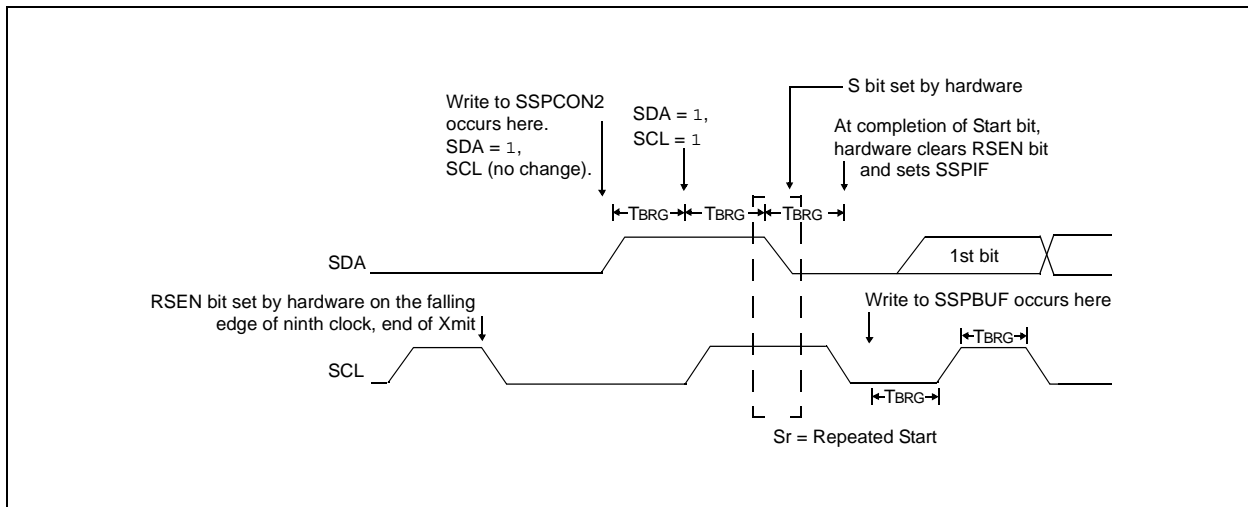 S bit set by hardware
Write to SSPCON2
occurs here.
SDA = 1,
SCL (no change).
SDA = 1,
SCL = 1
At completion of Start bit,
hardware clears RSEN bit
and sets SSPIF
TBRG
TBRG
TBRG
SDA
1st bit
RSEN bit set by hardware on the falling
edge of ninth clock, end of Xmit
Write to SSPBUF occurs here
TBRG
SCL
TBRG
Sr = Repeated Start